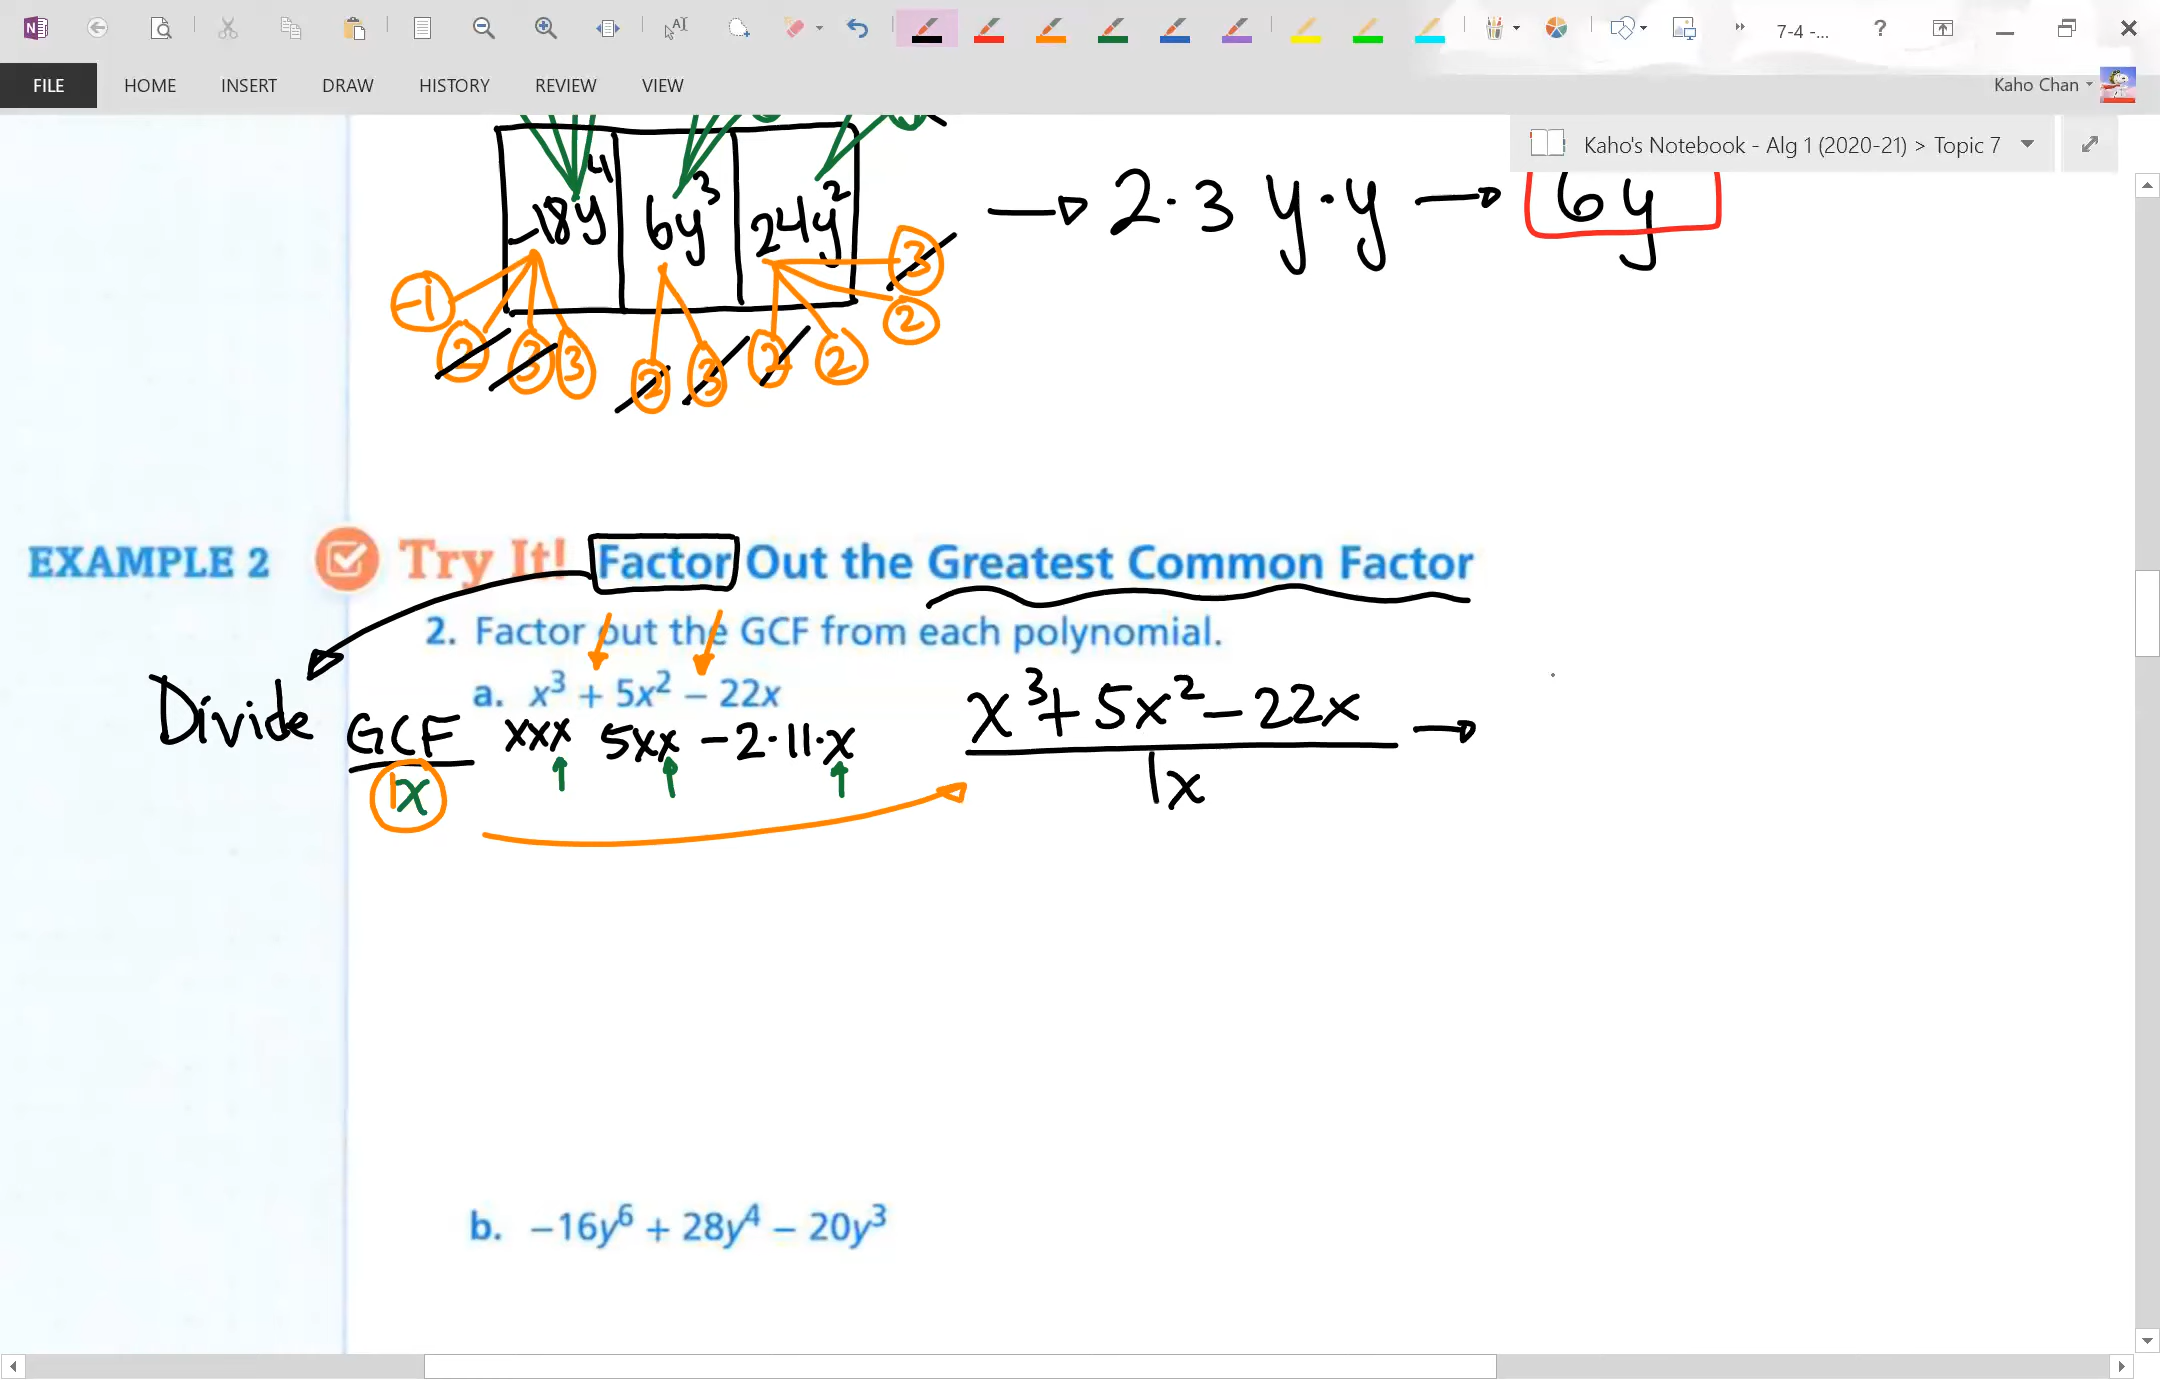 7-4 -...
FILE HOME INSERT DRAW HISTORY REVIEW VIEW Kaho Chan
Kaho's Notebook - Alg 1 (2020-21) > Topic 7
-18y⁴ 6y³ 24y² → 2·3 y·y → 6y
-1 2 3 3 2 3 2 2 2 3
EXAMPLE 2 Try It! Factor Out the Greatest Common Factor
2. Factor out the GCF from each polynomial.
a. x³ + 5x² − 22x
Divide GCF xxx 5xx -2·11·x
1x
x³ + 5x² - 22x →
1x
b. −16y⁶ + 28y⁴ − 20y³